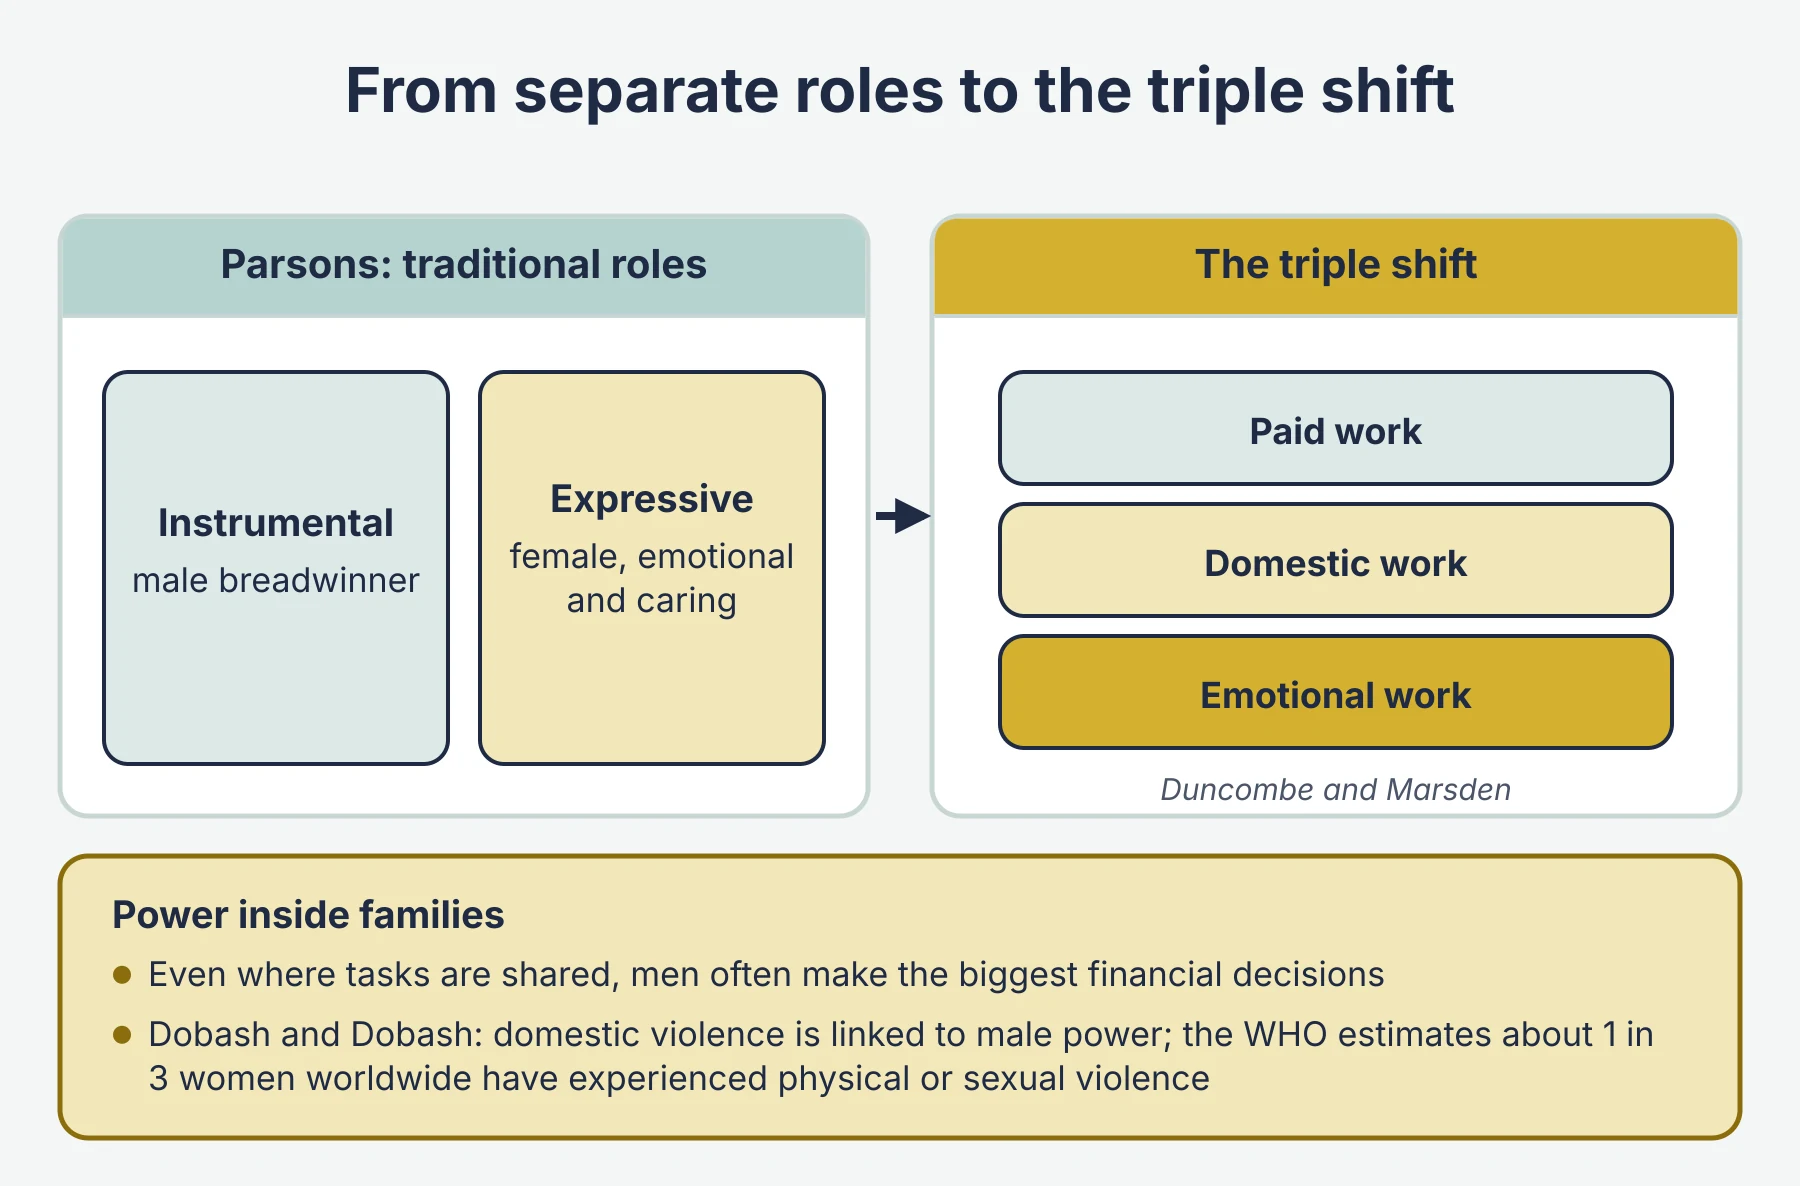 From separate roles to the triple shift
Parsons: traditional roles
Instrumental
male breadwinner
Expressive
female, emotional
and caring
The triple shift
Paid work
Domestic work
Emotional work
Duncombe and Marsden
Power inside families
Even where tasks are shared, men often make the biggest financial decisions
Dobash and Dobash: domestic violence is linked to male power; the WHO estimates about 1 in
3 women worldwide have experienced physical or sexual violence